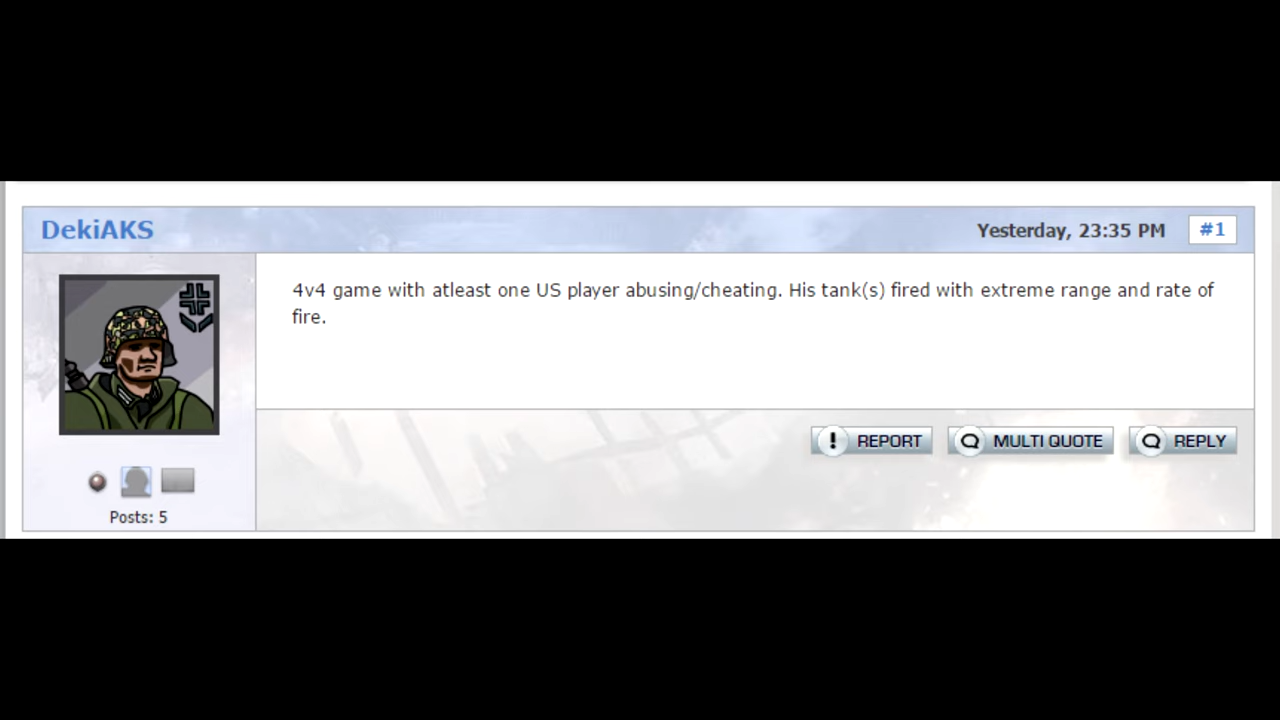 DekiAKS
Yesterday, 23:35 PM
#1
4v4 game with atleast one US player abusing/cheating. His tank(s) fired with extreme range and rate of
fire.
! REPORT
MULTI QUOTE
REPLY
Posts: 5